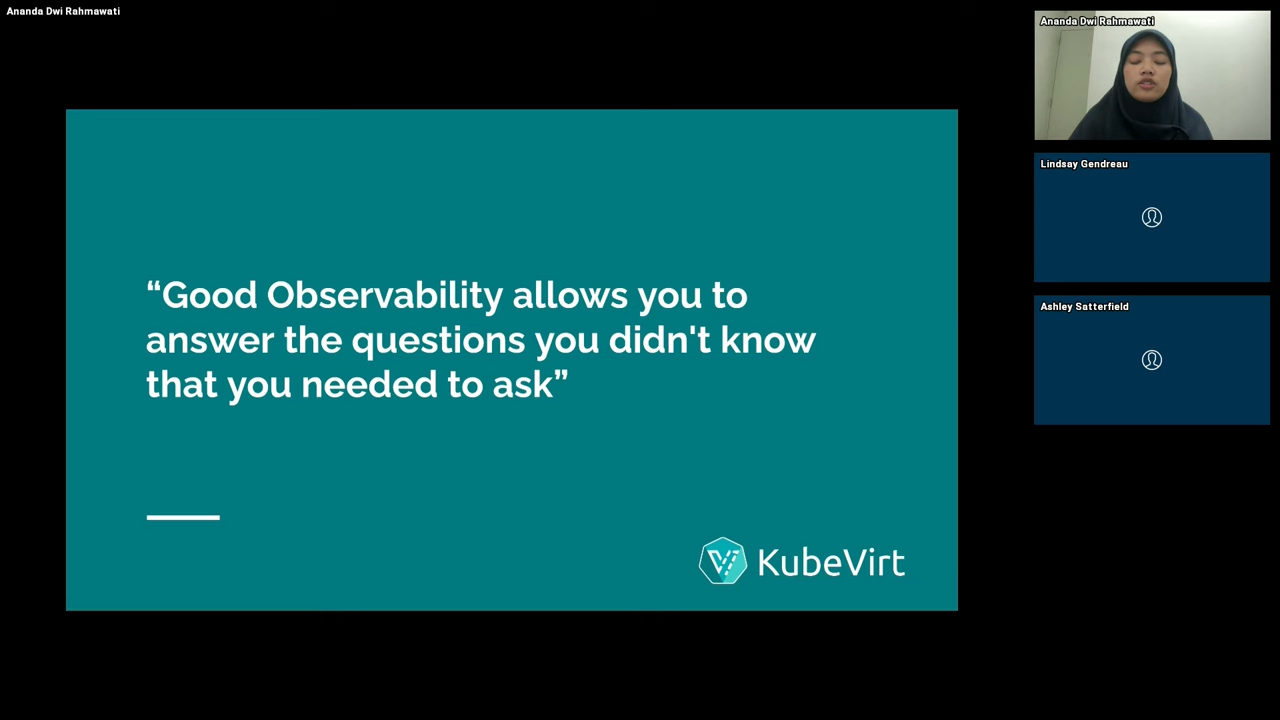 Ananda Dwi Rahmawati
Ananda Dwi Rahmawati
Lindsay Gendreau
Ashley Satterfield
“Good Observability allows you to
answer the questions you didn't know
that you needed to ask”
KubeVirt